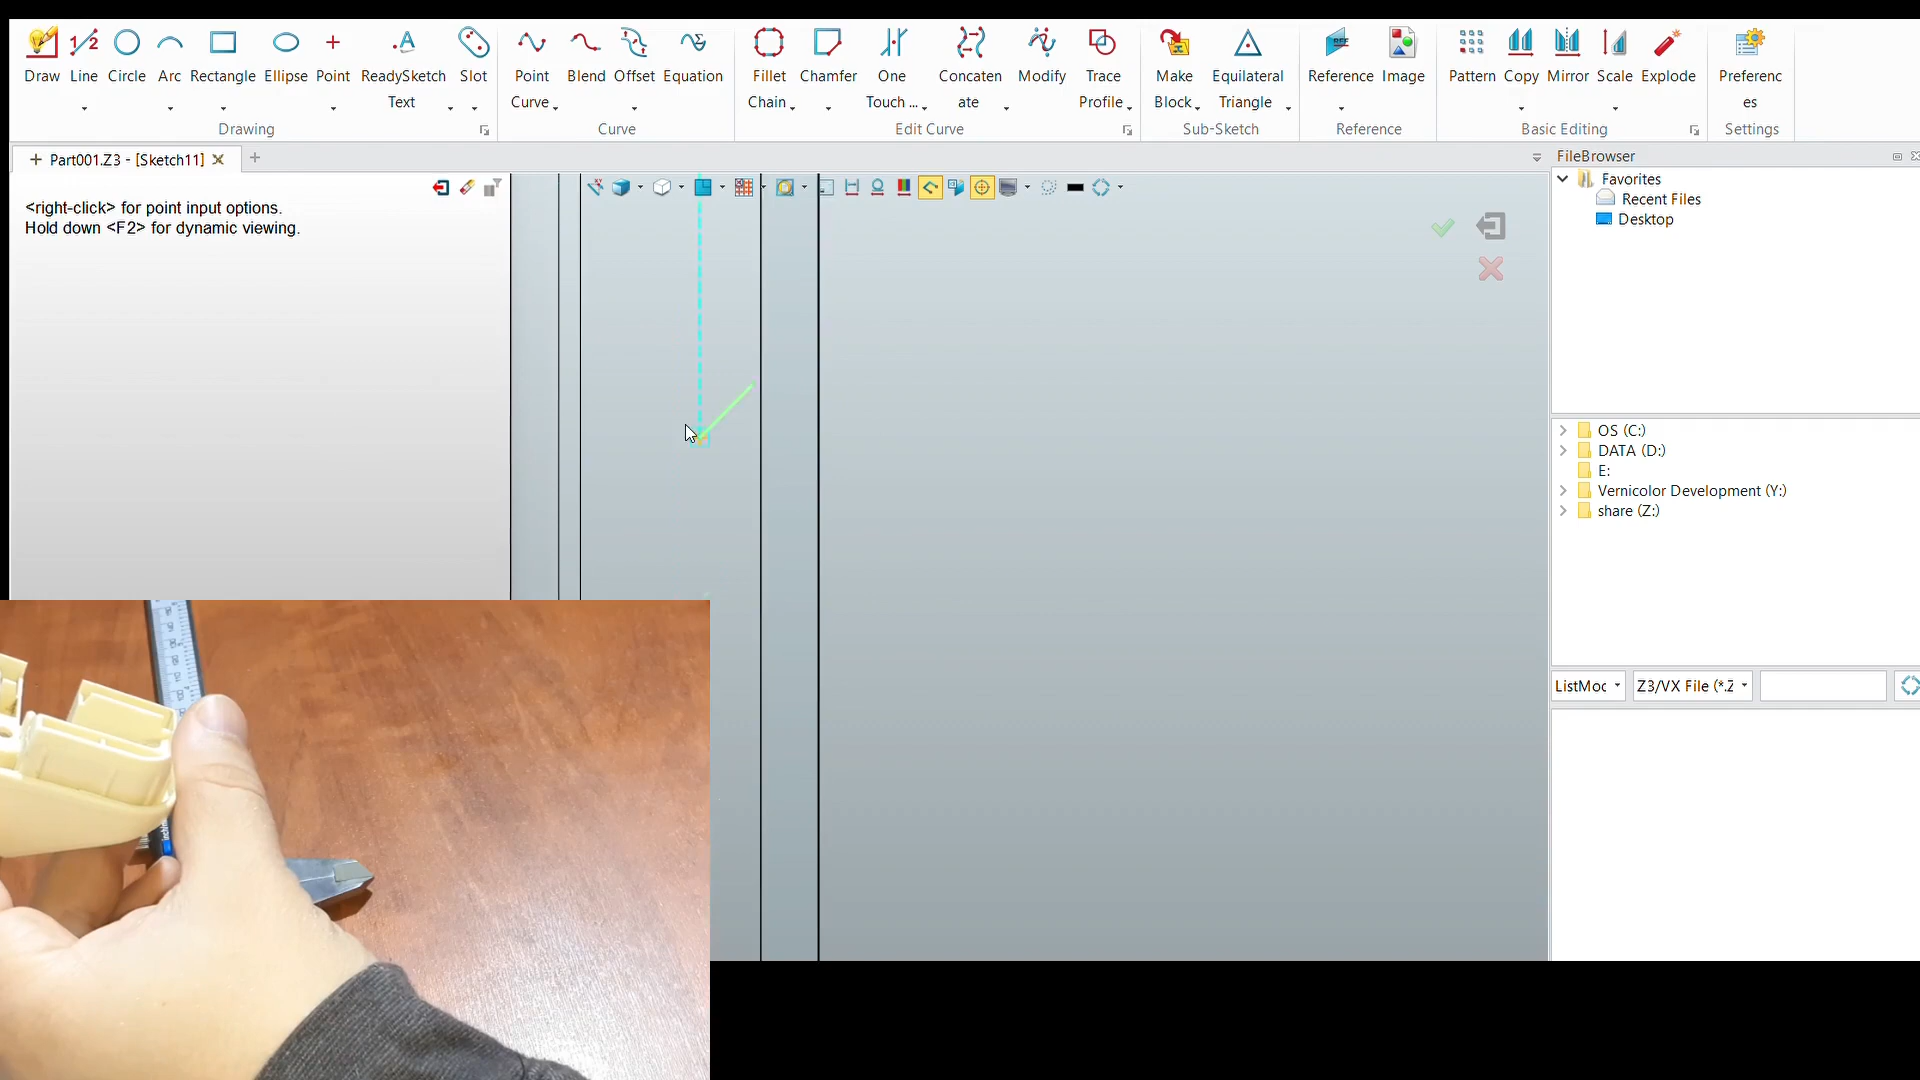 Draw
Line
Circle
Arc
Rectangle
Ellipse
Point
ReadySketch
Text
Slot
Drawing
Point
Curve
Blend
Offset
Equation
Curve
Fillet
Chain
Chamfer
One
Touch ...
Concaten
ate
Modify
Trace
Profile
Edit Curve
Make
Block
Equilateral
Triangle
Sub-Sketch
Reference
Image
Reference
Pattern
Copy
Mirror
Scale
Explode
Basic Editing
Preferenc
es
Settings
Part001.Z3 - [Sketch11]
<right-click> for point input options.
Hold down <F2> for dynamic viewing.
FileBrowser
Favorites
Recent Files
Desktop
OS (C:)
DATA (D:)
E:
Vernicolor Development (Y:)
share (Z:)
ListMoc
Z3/VX File (*.Z